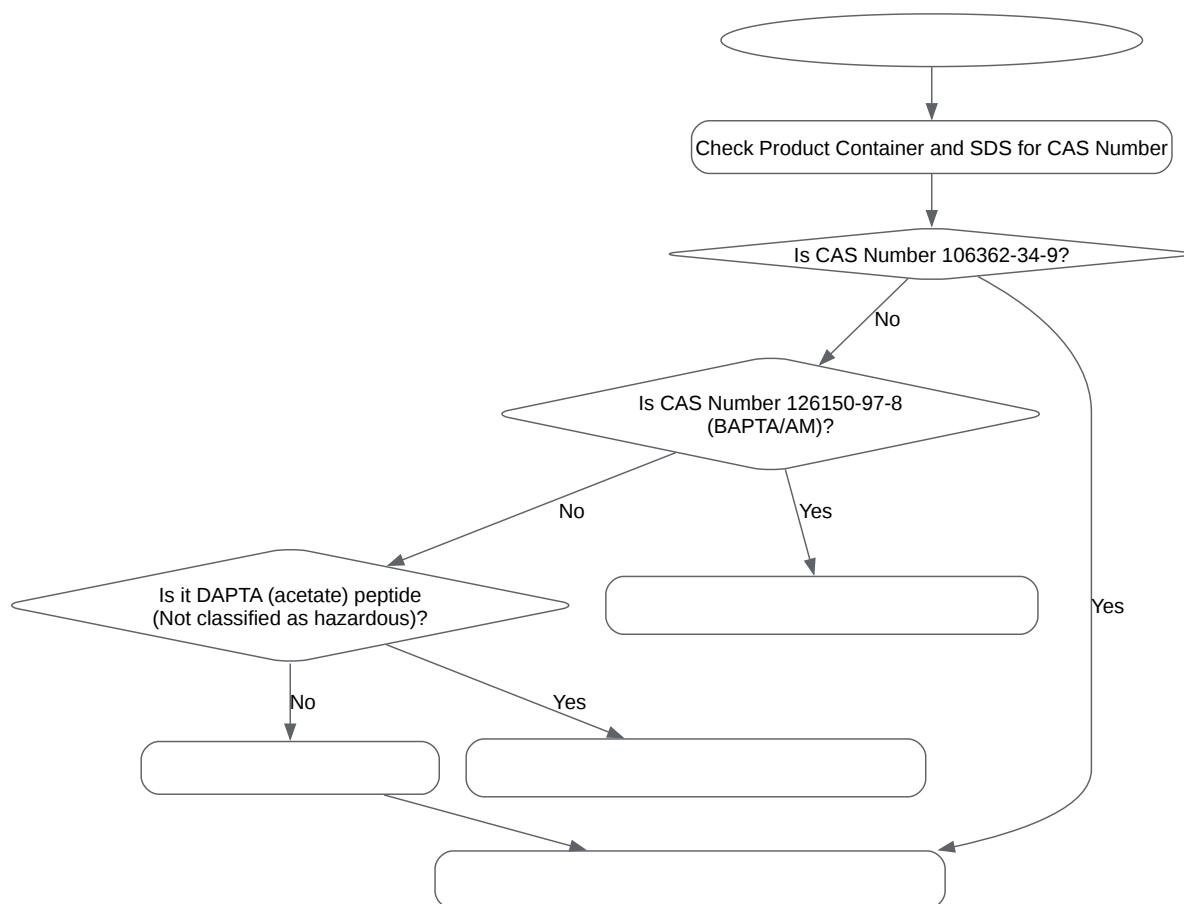 Check Product Container and SDS for CAS Number
Is CAS Number 106362-34-9?
No
Is CAS Number 126150-97-8
(BAPTA/AM)?
No
Yes
Is it DAPTA (acetate) peptide
(Not classified as hazardous)?
Yes
No
Yes